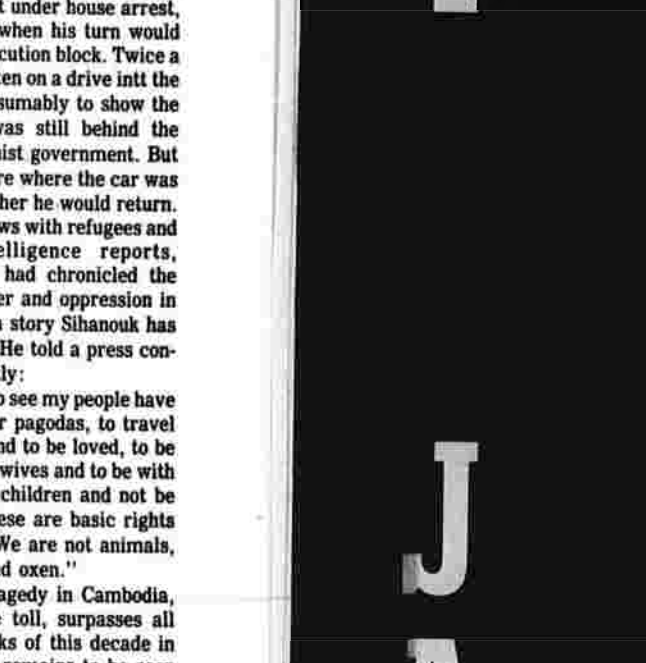 t under house arrest,
when his turn would
cution block. Twice a
en on a drive intt the
sumably to show the
was still behind the
ist government. But
re where the car was
her he would return.
ws with refugees and
elligence reports,
had chronicled the
er and oppression in
story Sihanouk has
He told a press con-
ly:
o see my people have
r pagodas, to travel
nd to be loved, to be
wives and to be with
children and not be
ese are basic rights
We are not animals,
d oxen."
agedy in Cambodia,
toll, surpasses all
ks of this decade in
J